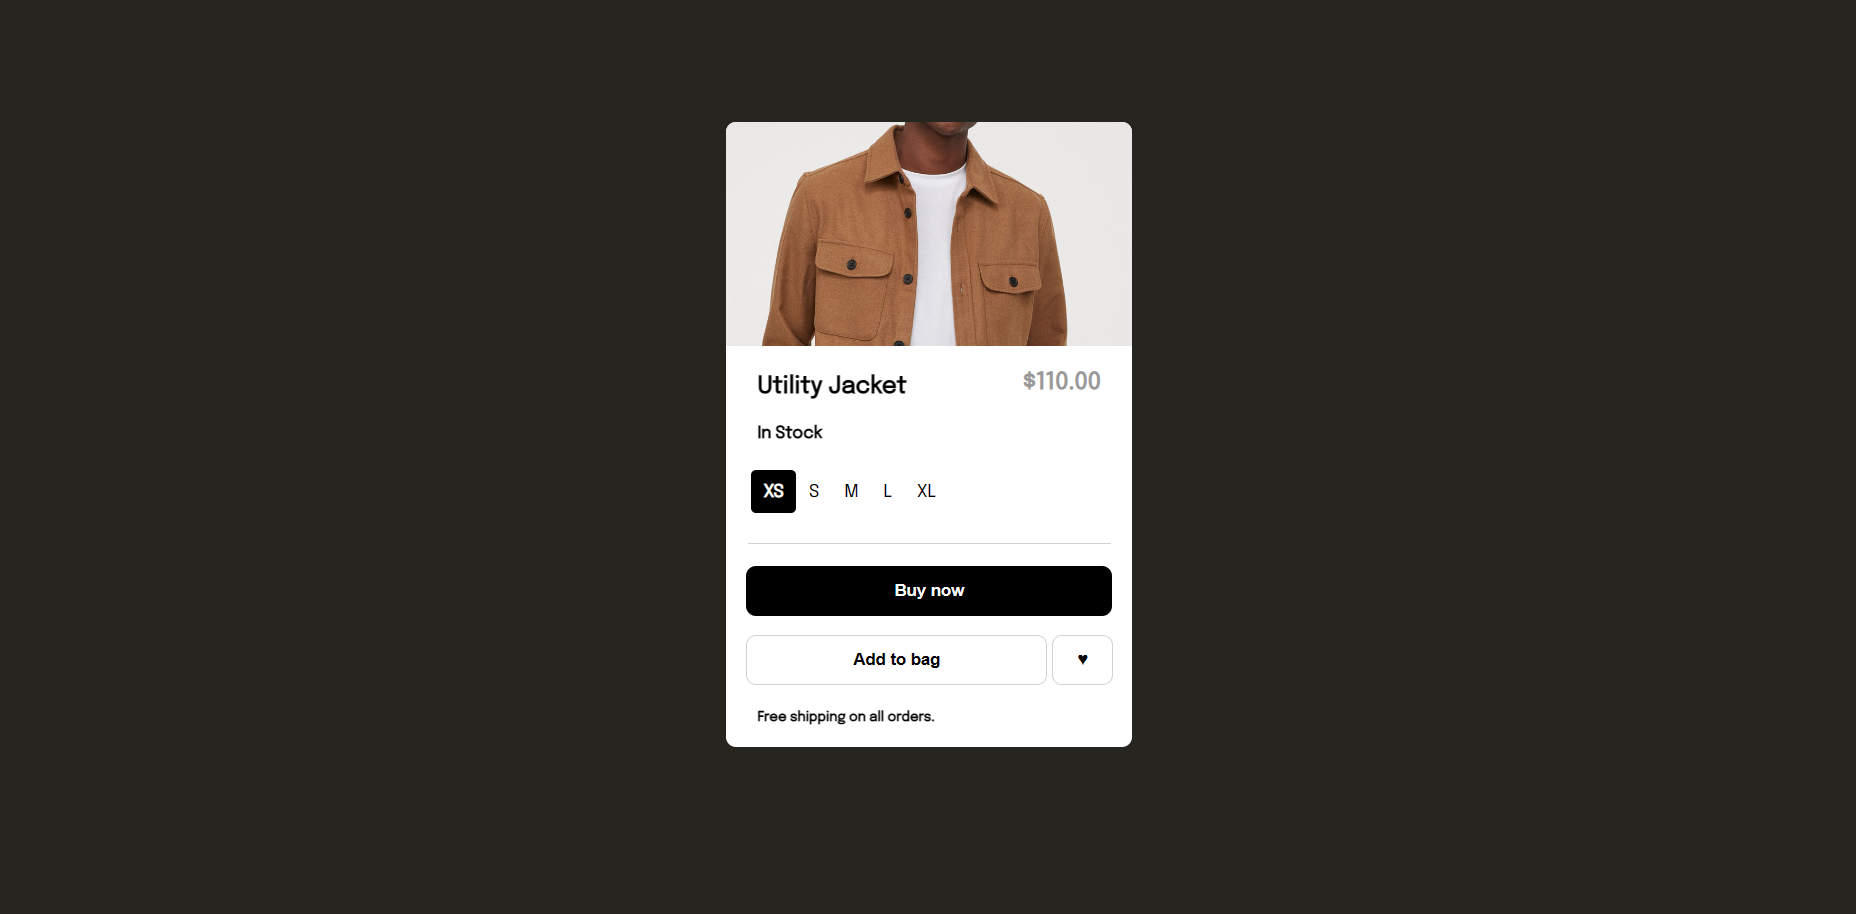 Utility Jacket $110.00
In Stock
XS S M L XL
Buy now
Add to bag ♥
Free shipping on all orders.